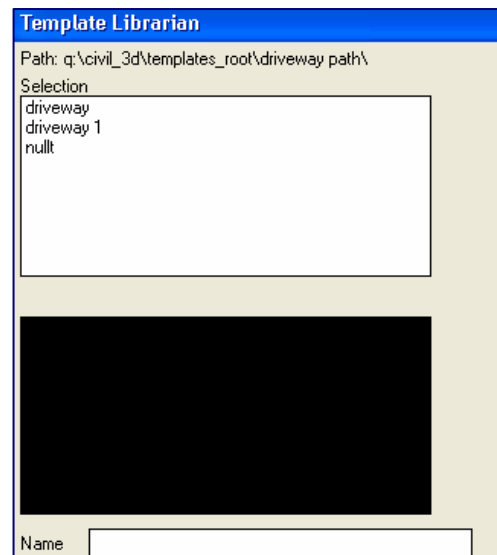 Template Librarian
Path: q:\civil_3d\templates_root\driveway path\
Selection
driveway
driveway 1
nullt
Name